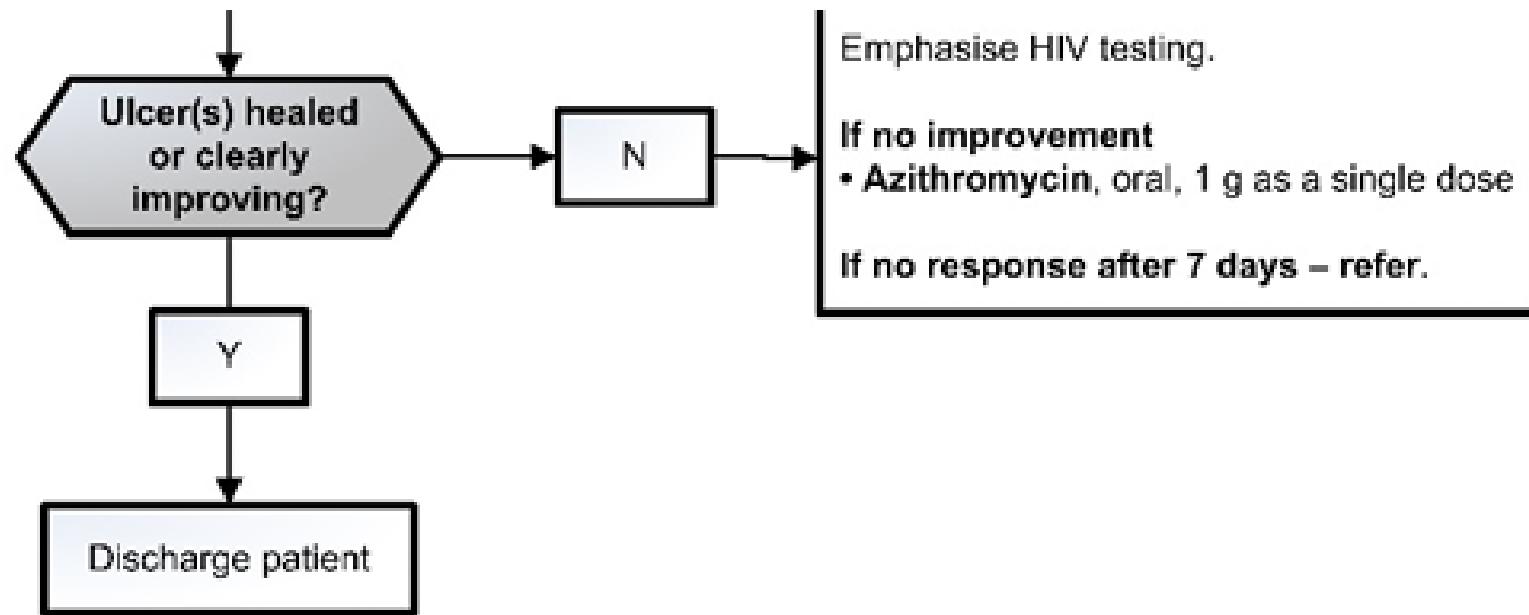 Ulcer(s) healed
or clearly
improving?
N
Emphasise HIV testing.
If no improvement
• Azithromycin, oral, 1 g as a single dose
If no response after 7 days – refer.
Y
Discharge patient